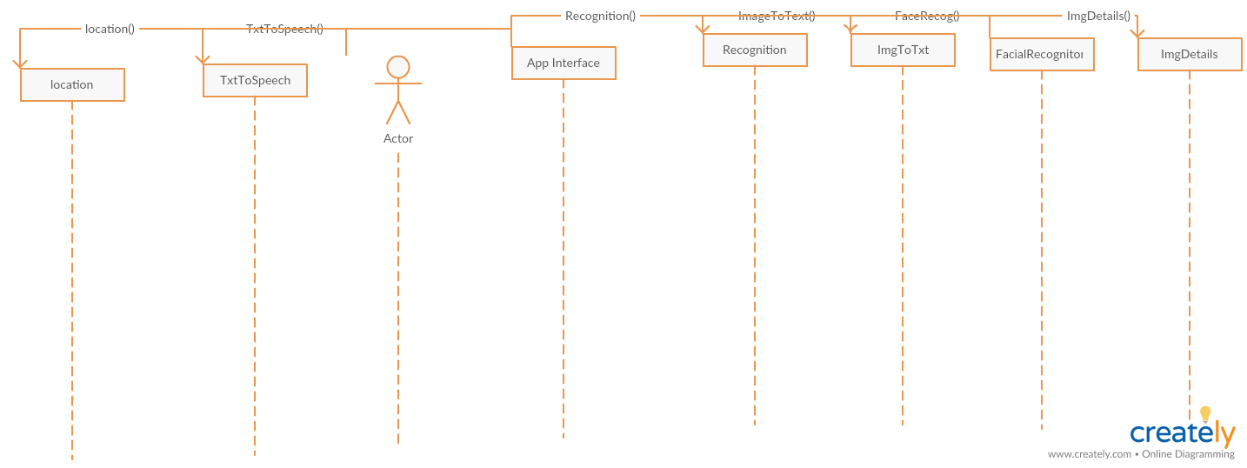 location()
TxtToSpeech()
Recognition()
ImageToText()
FaceRecog()
ImgDetails()
location
TxtToSpeech
Actor
App Interface
Recognition
ImgToTxt
FacialRecognitor
ImgDetails
creately
www.creately.com • Online Diagramming